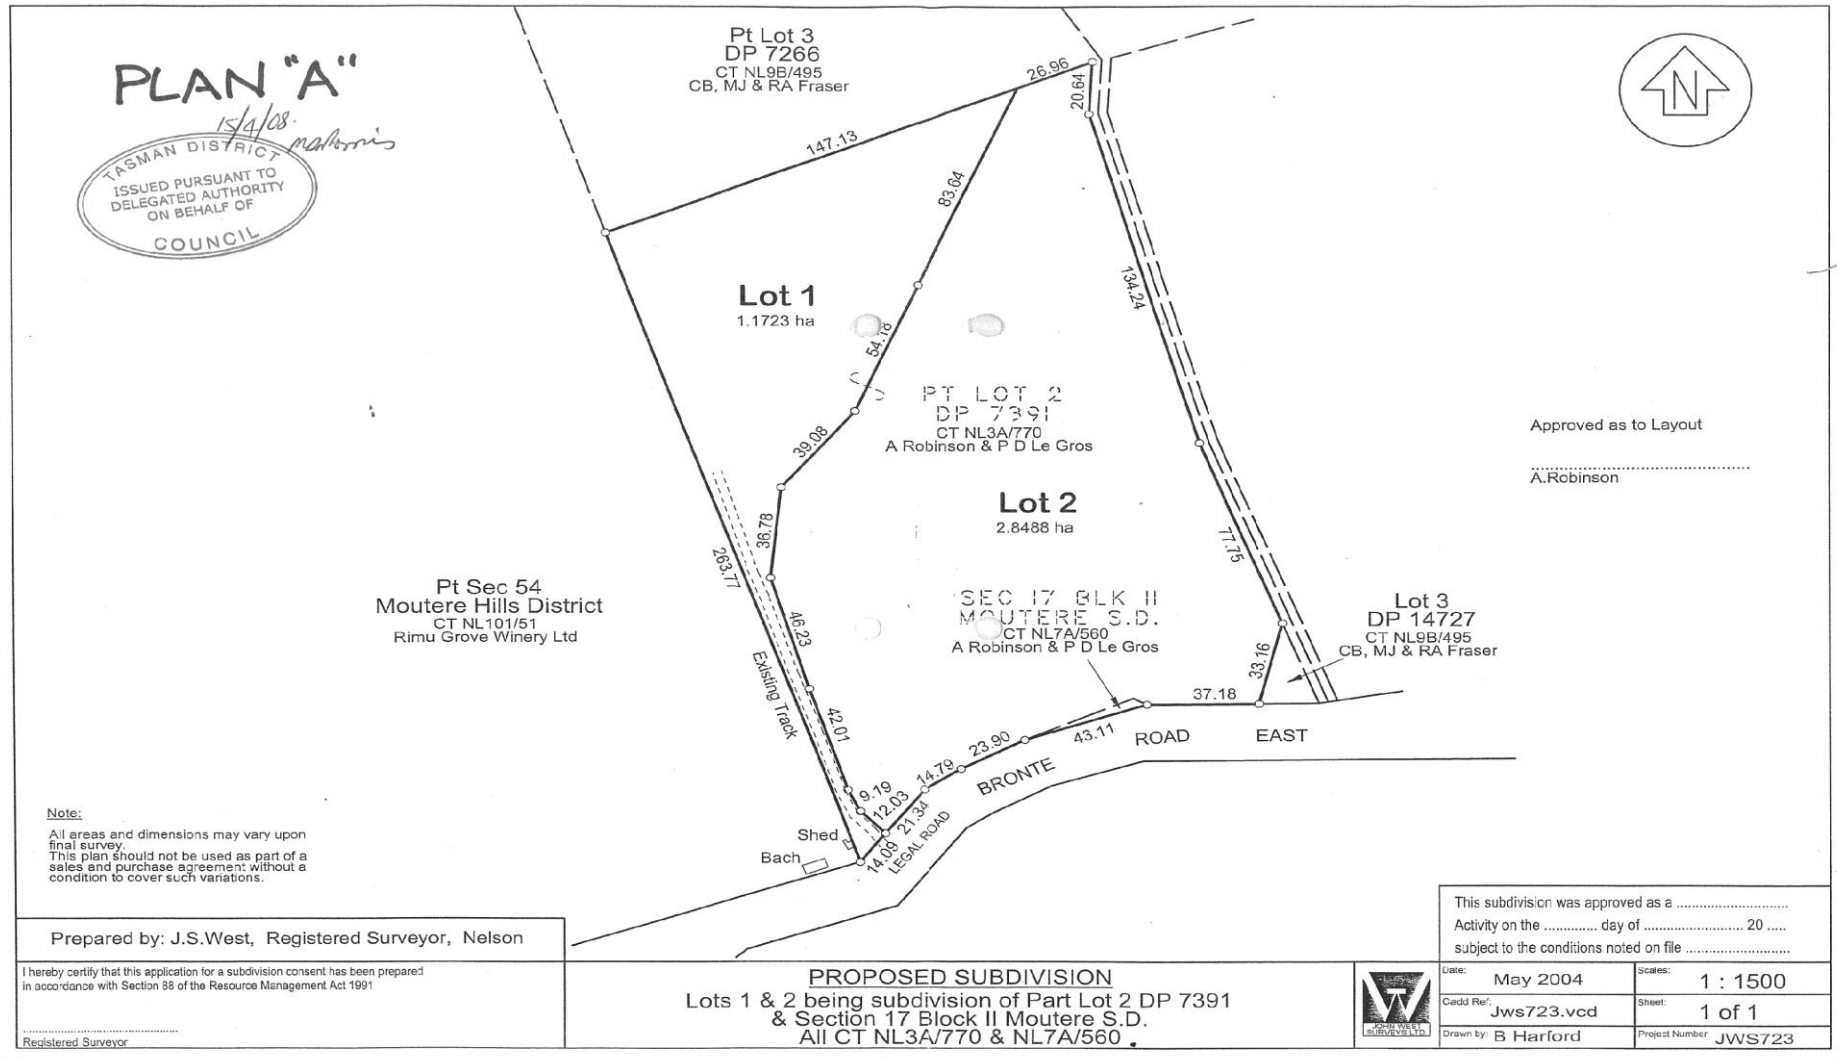 PLAN "A"
15/4/08.
TASMAN DISTRICT
ISSUED PURSUANT TO
DELEGATED AUTHORITY
ON BEHALF OF
COUNCIL
Pt Lot 3
DP 7266
CT NL9B/495
CB, MJ & RA Fraser
N
26.96
20.64
147.13
83.64
134.24
Lot 1
1.1723 ha
54.18
PT LOT 2
DP 7391
CT NL3A/770
A Robinson & P D Le Gros
39.08
Approved as to Layout
A.Robinson
Lot 2
2.8488 ha
36.78
263.77
77.75
Pt Sec 54
Moutere Hills District
CT NL101/51
Rimu Grove Winery Ltd
SEC 17 BLK II
MOUTERE S.D.
CT NL7A/560
A Robinson & P D Le Gros
Lot 3
DP 14727
CT NL9B/495
CB, MJ & RA Fraser
46.23
33.16
Existing Track
37.18
42.01
43.11
ROAD EAST
23.90
14.79
BRONTE
9.19
12.03
21.34
LEGAL ROAD
14.09
Shed
Bach
Note:
All areas and dimensions may vary upon
final survey.
This plan should not be used as part of a
sales and purchase agreement without a
condition to cover such variations.
Prepared by: J.S.West, Registered Surveyor, Nelson
I hereby certify that this application for a subdivision consent has been prepared
in accordance with Section 88 of the Resource Management Act 1991
Registered Surveyor
PROPOSED SUBDIVISION
Lots 1 & 2 being subdivision of Part Lot 2 DP 7391
& Section 17 Block II Moutere S.D.
All CT NL3A/770 & NL7A/560
JOHN WEST
SURVEYS LTD.
This subdivision was approved as a ............................
Activity on the ............. day of ......................... 20 .....
subject to the conditions noted on file ..........................
Date: May 2004
Scales: 1 : 1500
Cadd Ref: Jws723.vcd
Sheet: 1 of 1
Drawn by: B Harford
Project Number JWS723